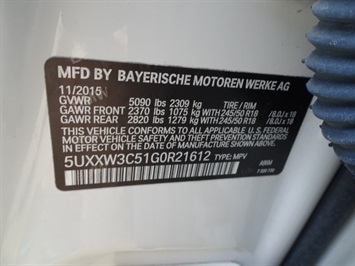 MFD BY BAYERISCHE MOTOREN WERKE AG
11/2015
GVWR 5090 lbs 2309 kg TIRE / RIM
GAWR FRONT 2370 lbs 1075 kg WITH 245/50 R18 / 8.0J x 18
GAWR REAR 2820 lbs 1279 kg WITH 245/50 R18 / 8.0J x 18
THIS VEHICLE CONFORMS TO ALL APPLICABLE U.S. FEDERAL
MOTOR VEHICLE SAFETY, BUMPER, AND THEFT PREVENTION
STANDARDS IN EFFECT ON THE DATE OF MANUFACTURE SHOWN ABOVE.
5UXXW3C51G0R21612 TYPE: MPV